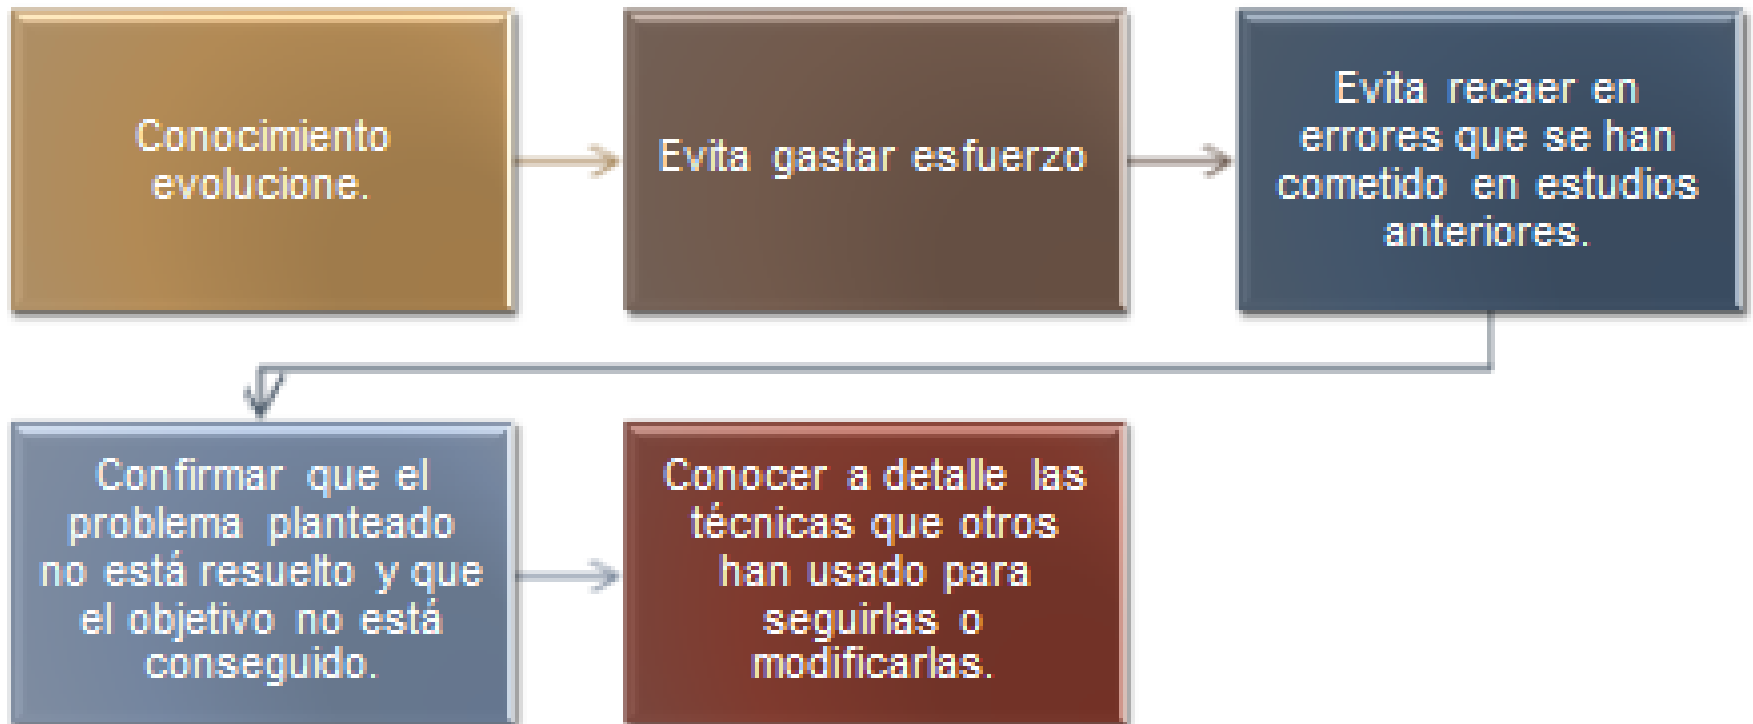 Conocimiento
evolucione.
Evita gastar esfuerzo
Evita recaer en
errores que se han
cometido en estudios
anteriores.
Confirmar que el
problema planteado
no está resuelto y que
el objetivo no está
conseguido.
Conocer a detalle las
técnicas que otros
han usado para
seguirlas o
modificarlas.